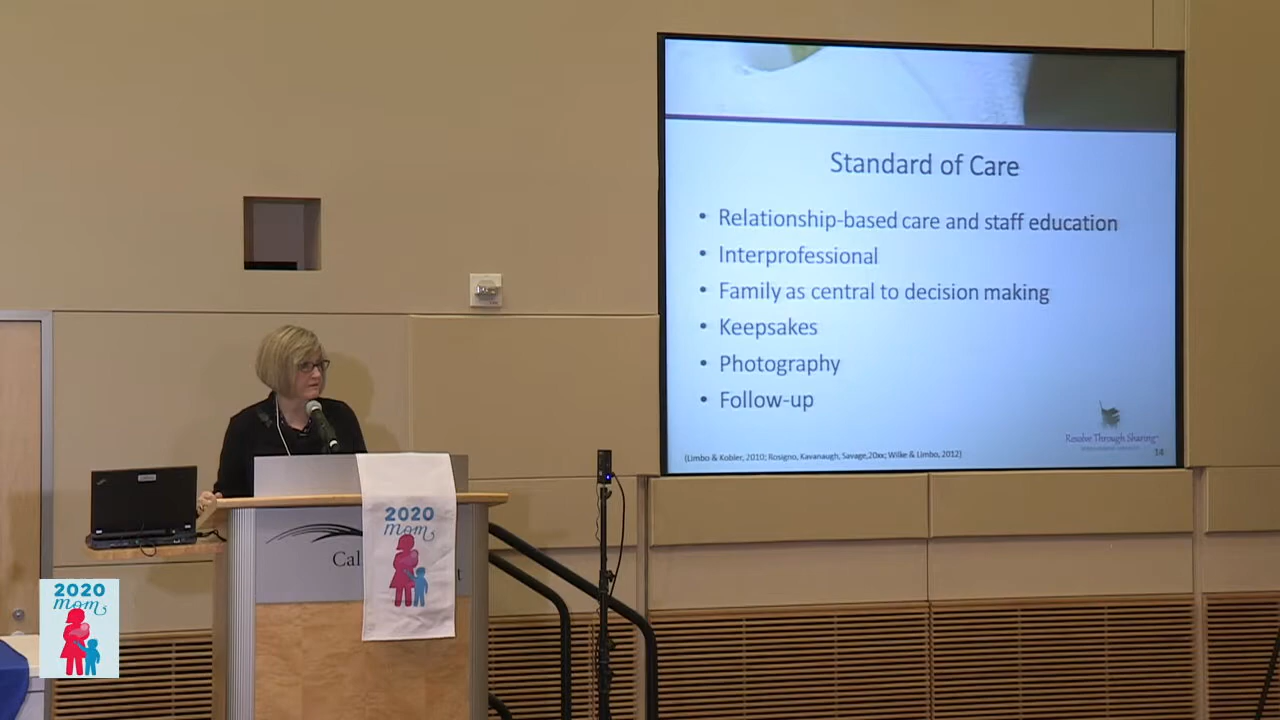 Standard of Care
• Relationship-based care and staff education
• Interprofessional
• Family as central to decision making
• Keepsakes
• Photography
• Follow-up
(Limbo & Kobler, 2010; Rosigno, Kavanaugh, Savage,20xx; Wilke & Limbo, 2012)
Resolve Through Sharing
14
2020
mom
Cal
t
2020
mom